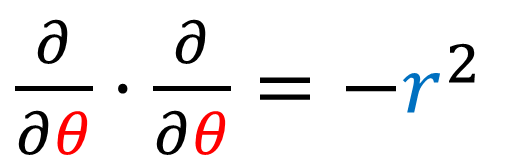 ∂/∂θ · ∂/∂θ = −r²